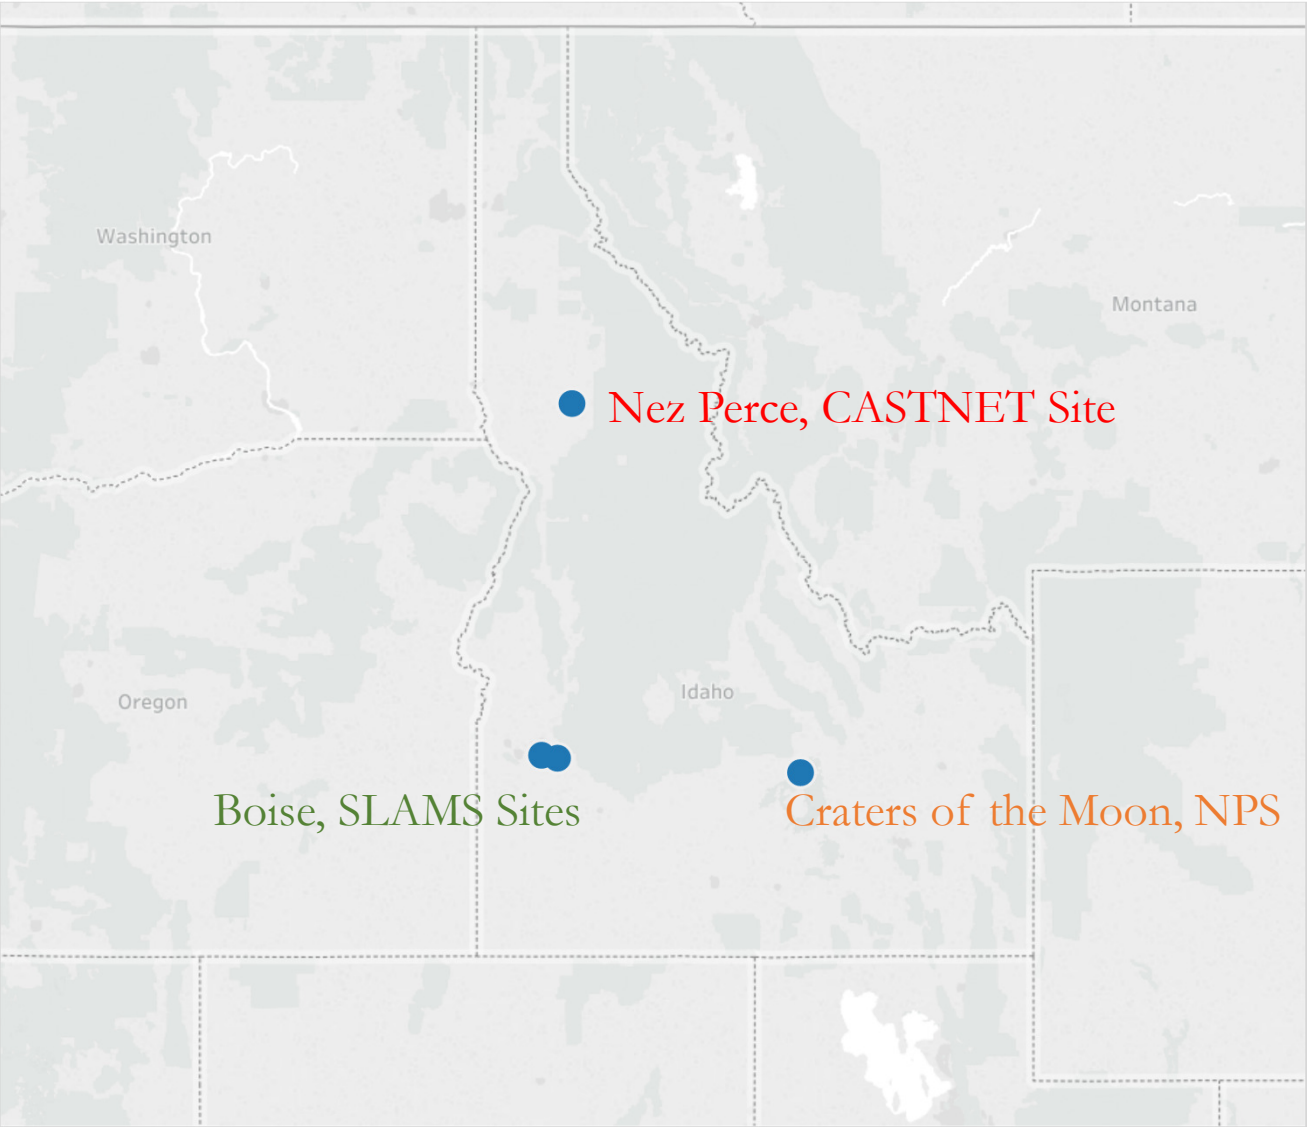 Washington
Montana
Nez Perce, CASTNET Site
Idaho
Oregon
Boise, SLAMS Sites
Craters of the Moon, NPS